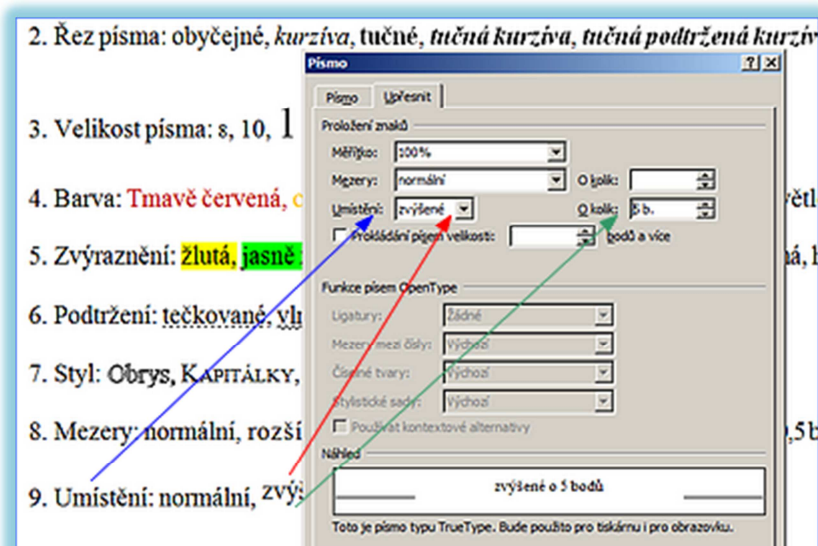 2. Řez písma: obyčejné, kurzíva, tučné, tučná kurzíva, tučná podtržená
Písmo
Písmo Upřesnit
Proložení znaků
3. Velikost písma: 8, 10,
Měřítko: 100%
Mezery: normální O kolik:
4. Barva: Tmavě červená,
Umístění: zvýšené O kolik: 5 b.
Prokládání písem velikosti: bodů a více
5. Zvýraznění: žlutá, jasně
Funkce písem OpenType
6. Podtržení: tečkované,
Ligatury: Žádné
Mezery mezi čísly: Výchozí
7. Styl: Obrys, Kapitálky,
Číselné tvary: Výchozí
Stylistické sady: Výchozí
8. Mezery: normální,
Používat kontextové alternativy
Náhled
zvýšené o 5 bodů
9. Umístění: normální,
Toto je písmo typu TrueType. Bude použito pro tiskárnu i pro obrazovku.